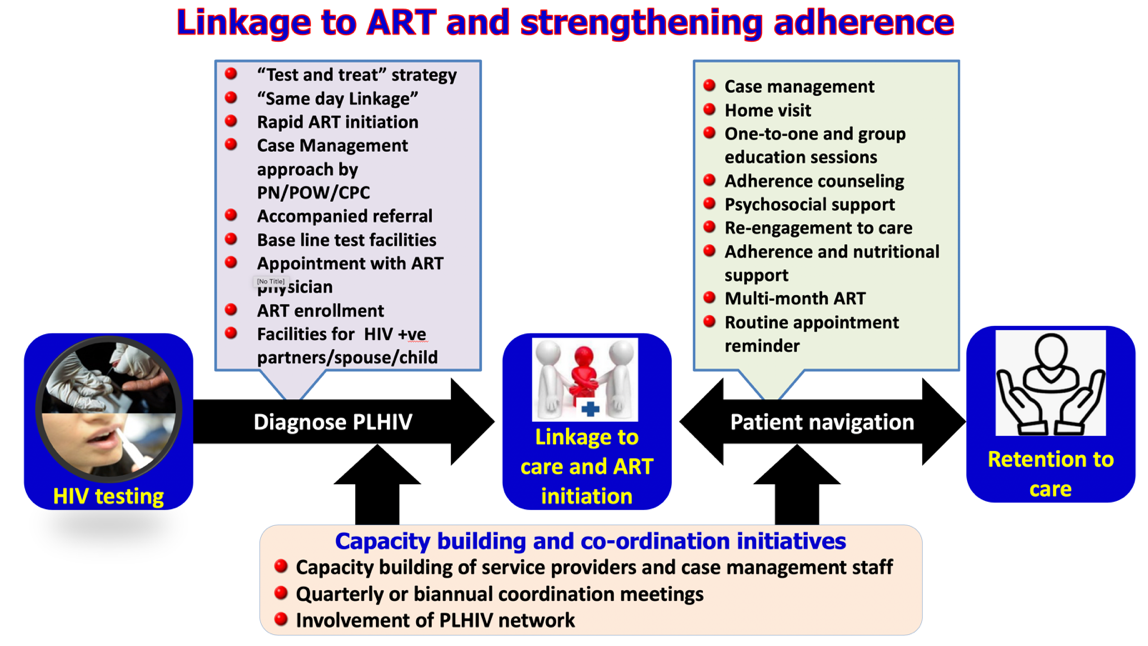 Linkage to ART and strengthening adherence
“Test and treat” strategy
“Same day Linkage”
Rapid ART initiation
Case Management
approach by
PN/POW/CPC
Accompanied referral
Base line test facilities
Appointment with ART
[No Title]
physician
ART enrollment
Facilities for HIV +ve
partners/spouse/child
Case management
Home visit
One-to-one and group
education sessions
Adherence counseling
Psychosocial support
Re-engagement to care
Adherence and nutritional
support
Multi-month ART
Routine appointment
reminder
HIV testing
Diagnose PLHIV
Linkage to
care and ART
initiation
Patient navigation
Retention to
care
Capacity building and co-ordination initiatives
Capacity building of service providers and case management staff
Quarterly or biannual coordination meetings
Involvement of PLHIV network